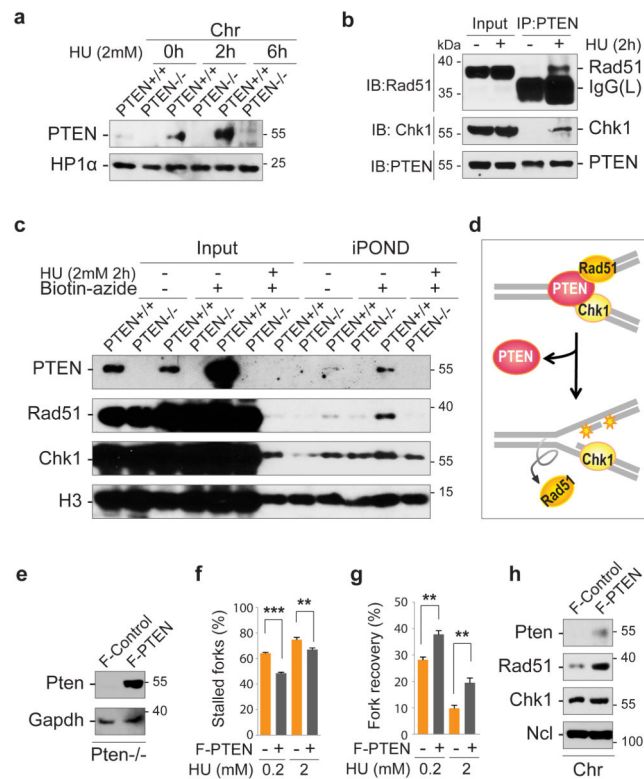 a
Chr
HU (2mM) 0h 2h 6h
PTEN+/+ PTEN-/- PTEN+/+ PTEN-/- PTEN+/+ PTEN-/-
PTEN 55
HP1α 25
b
Input IP:PTEN
kDa - + - + HU (2h)
40
IB:Rad51 Rad51
35 IgG(L)
IB: Chk1 55 Chk1
IB:PTEN 55 PTEN
c
Input iPOND
HU (2mM 2h) - - + - - +
Biotin-azide - + + - + +
PTEN+/+ PTEN-/- PTEN+/+ PTEN-/- PTEN+/+ PTEN-/- PTEN+/+ PTEN-/- PTEN+/+ PTEN-/- PTEN+/+ PTEN-/-
PTEN 55
Rad51 40
Chk1 55
H3 15
d
Rad51
PTEN
Chk1
PTEN
Chk1
Rad51
e
F-Control F-PTEN
Pten 55
Gapdh 40
Pten-/-
f
Stalled forks (%)
80
60
40
20
0
*** **
F-PTEN - + - +
HU (mM) 0.2 2
g
Fork recovery (%)
50
40
30
20
10
0
** **
F-PTEN - + - +
HU (mM) 0.2 2
h
F-Control F-PTEN
Pten 55
Rad51 40
Chk1 55
Ncl 100
Chr